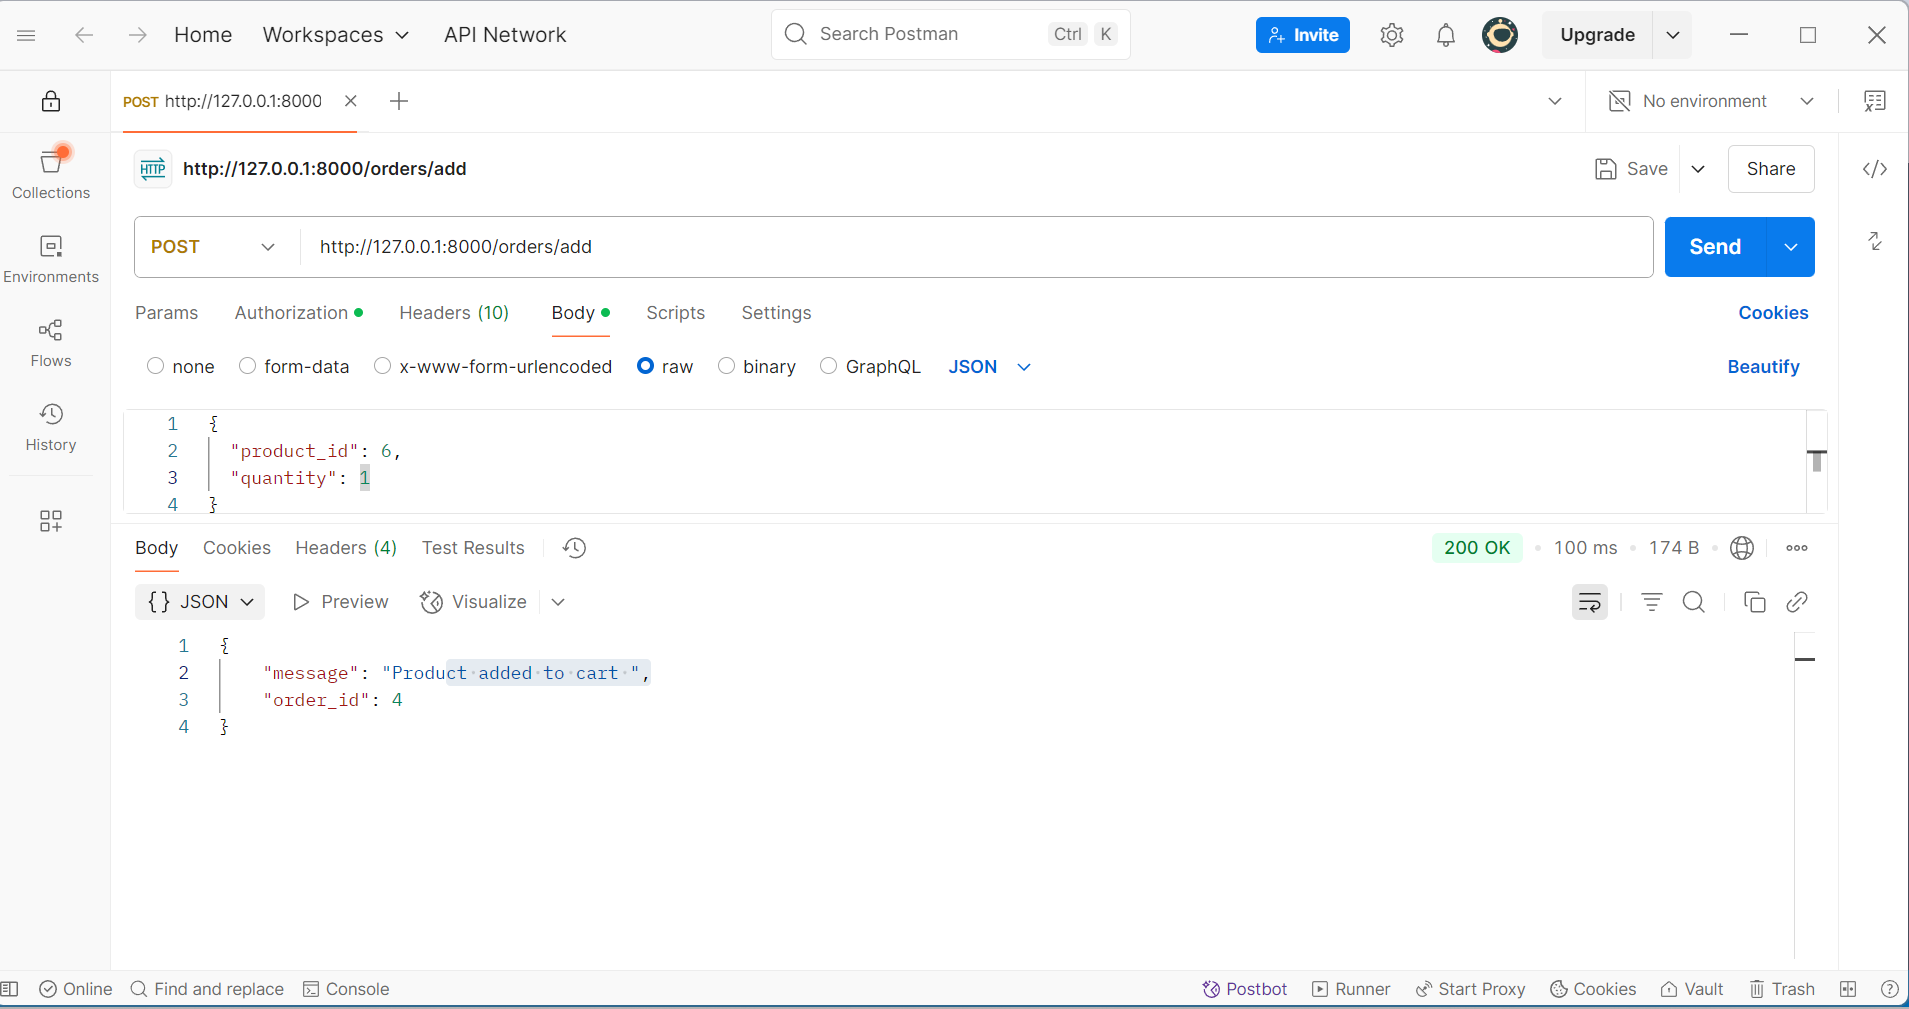 Home Workspaces API Network Search Postman Ctrl K Invite Upgrade
POST http://127.0.0.1:8000 No environment
HTTP http://127.0.0.1:8000/orders/add Save Share
Collections
POST http://127.0.0.1:8000/orders/add Send
Environments
Params Authorization Headers (10) Body Scripts Settings Cookies
Flows
none form-data x-www-form-urlencoded raw binary GraphQL JSON Beautify
History
1 {
2 "product_id": 6,
3 "quantity": 1
4 }
Body Cookies Headers (4) Test Results 200 OK 100 ms 174 B
{} JSON Preview Visualize
1 {
2 "message": "Product added to cart ",
3 "order_id": 4
4 }
Online Find and replace Console Postbot Runner Start Proxy Cookies Vault Trash